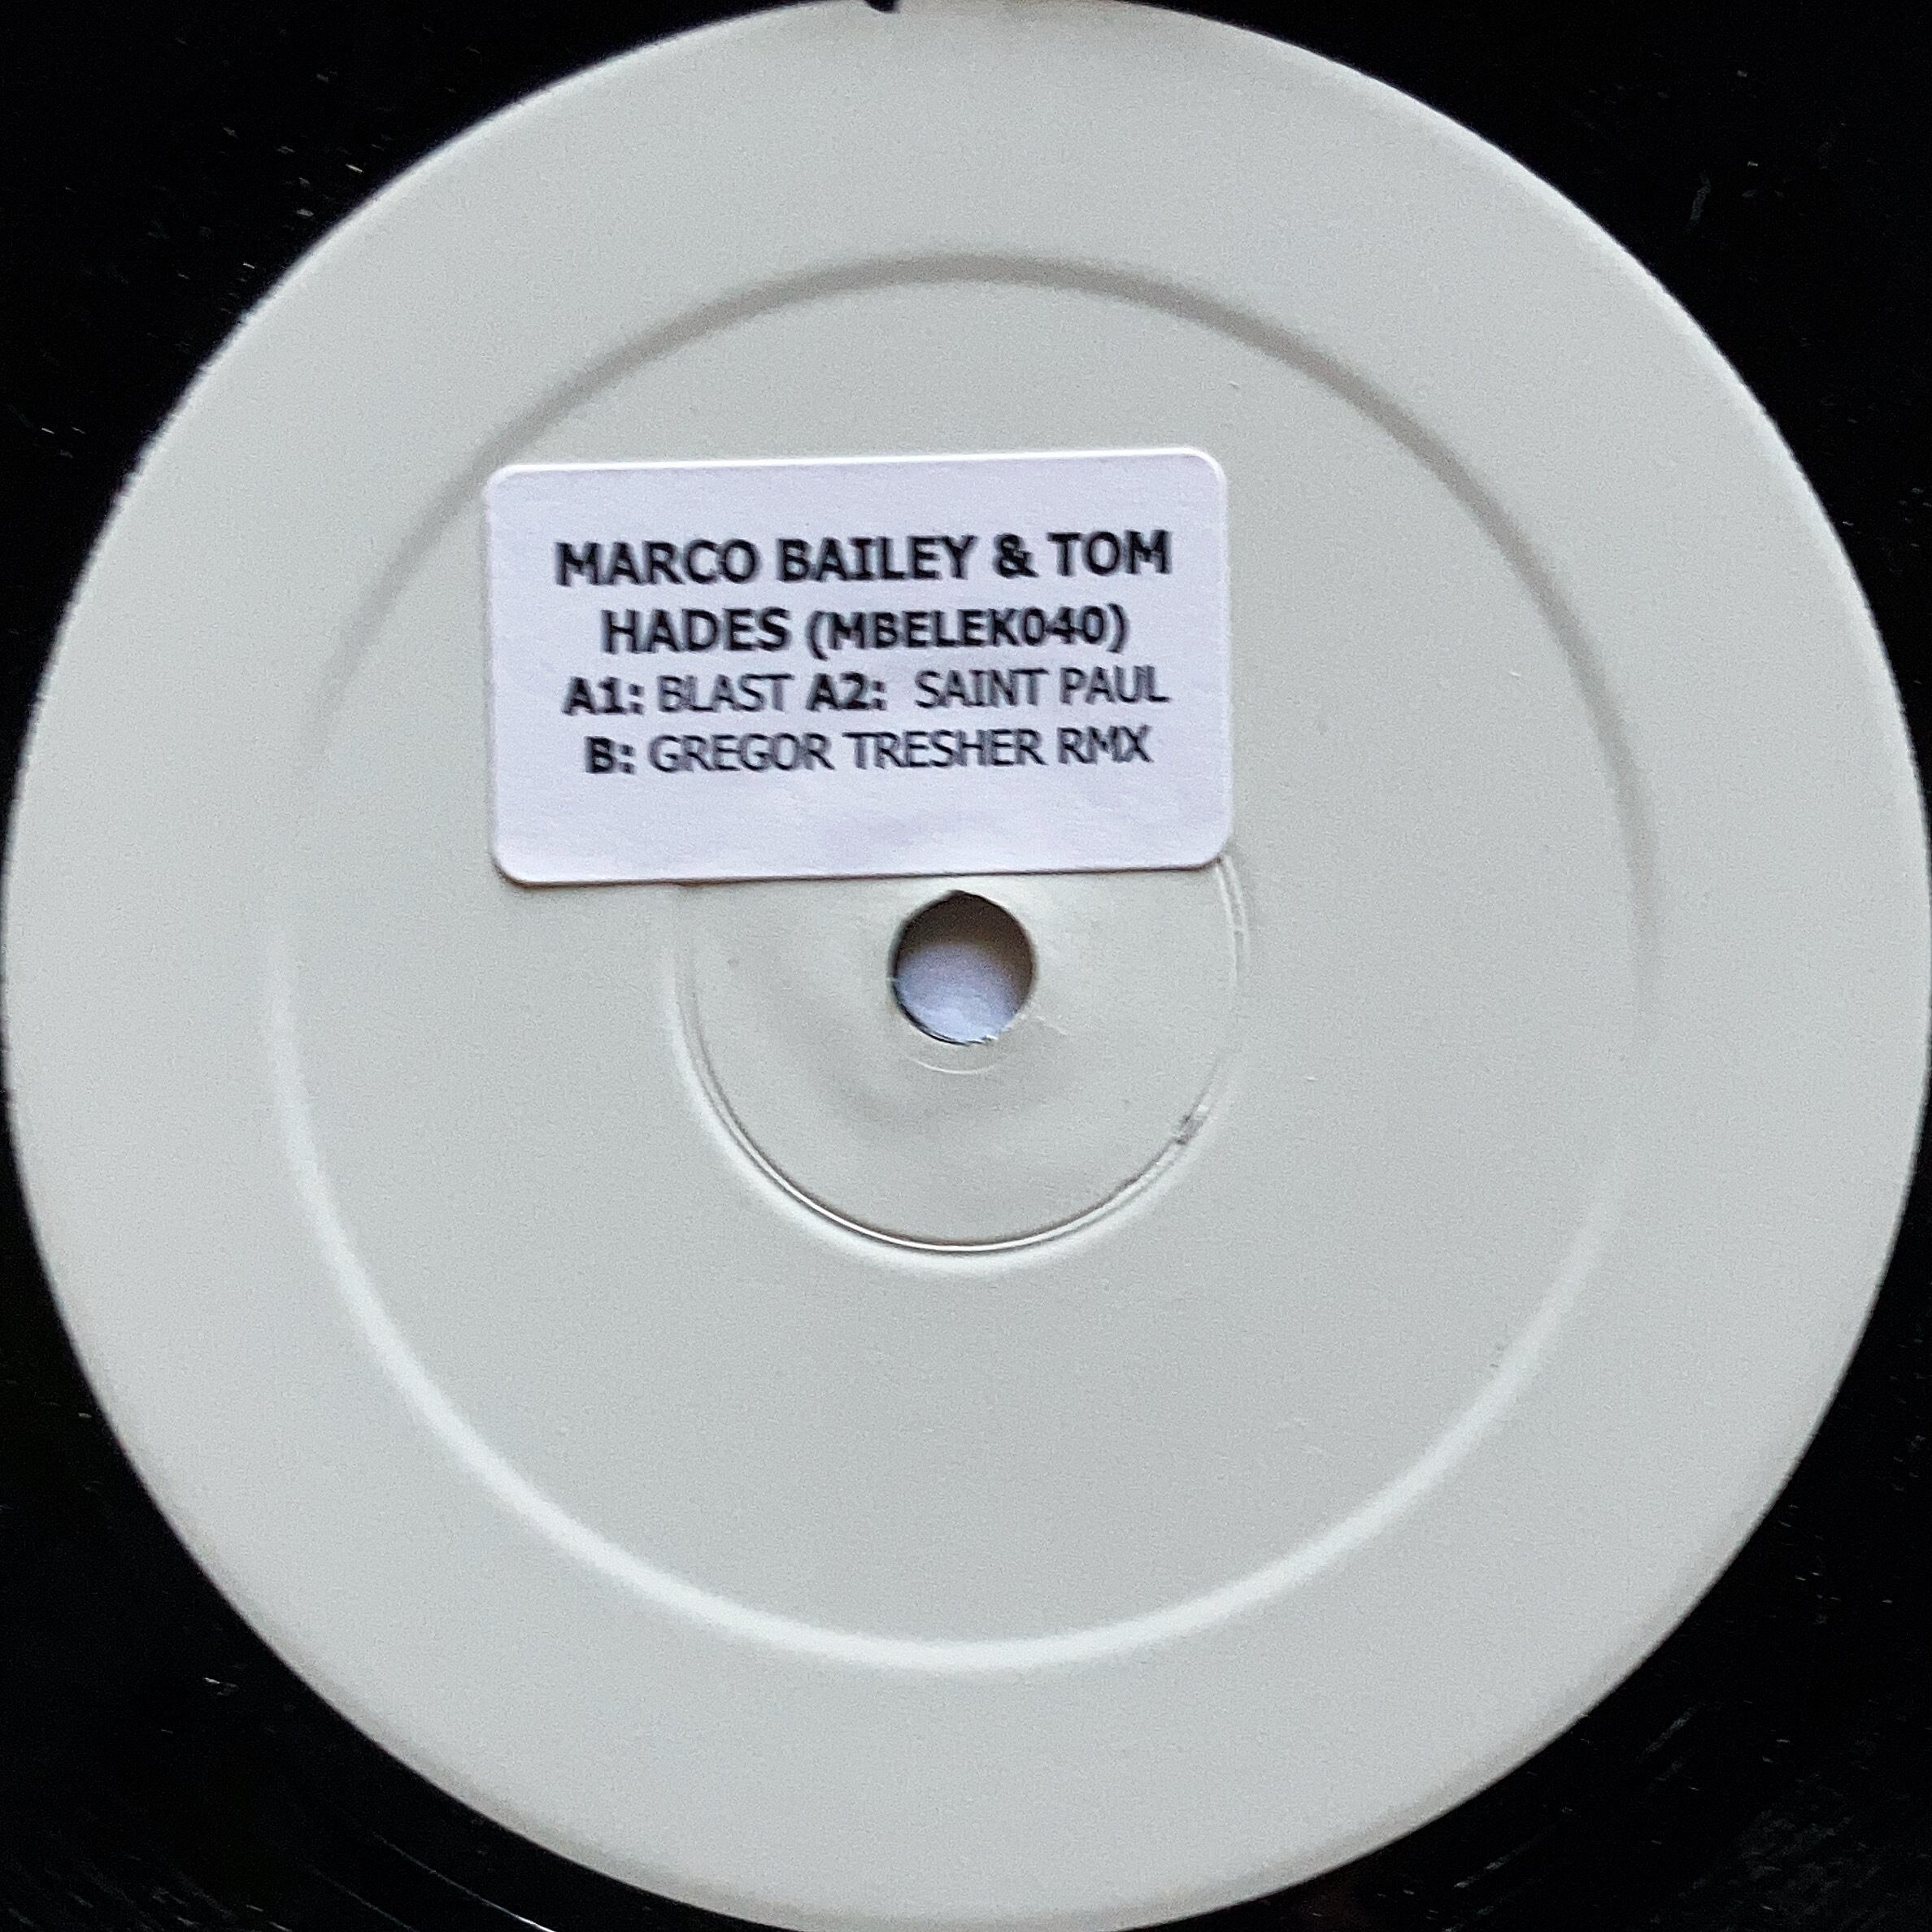 MARCO BAILEY & TOM
HADES (MBELEK040)
A1: BLAST A2: SAINT PAUL
B: GREGOR TRESHER RMX